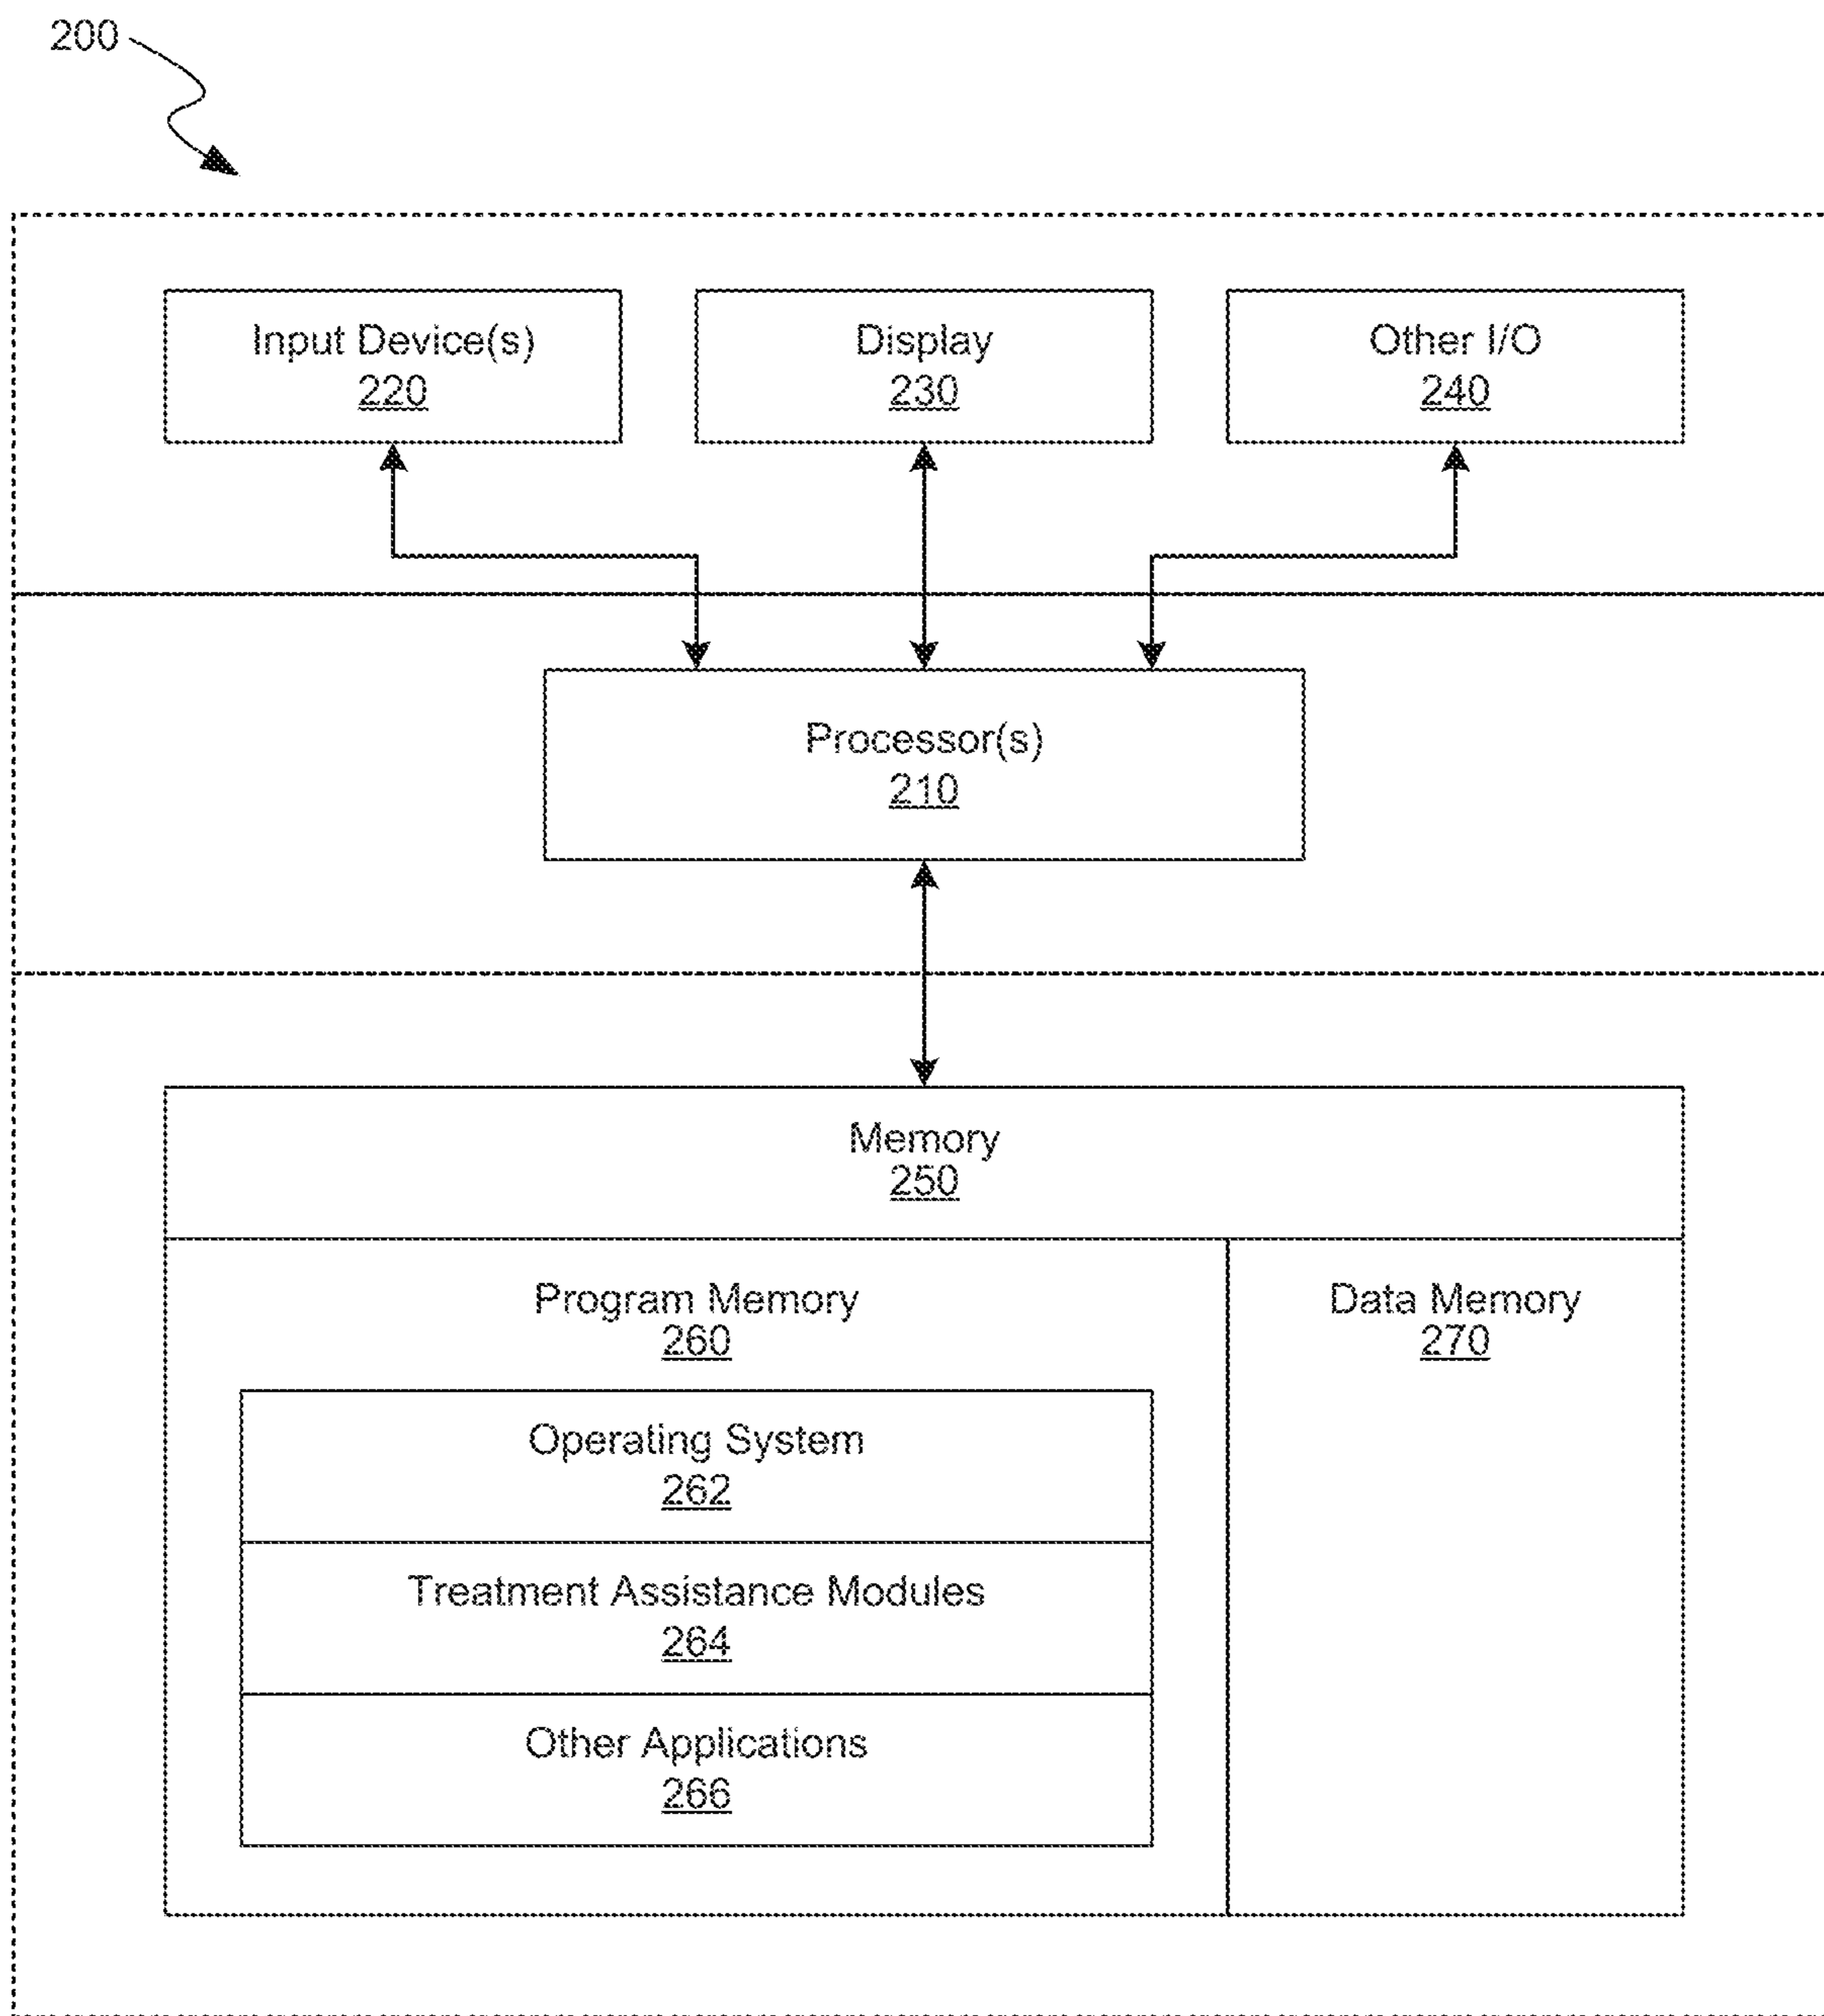 200
Input Device(s)
220
Display
230
Other I/O
240
Processor(s)
210
Memory
250
Program Memory
260
Data Memory
270
Operating System
262
Treatment Assistance Modules
264
Other Applications
266